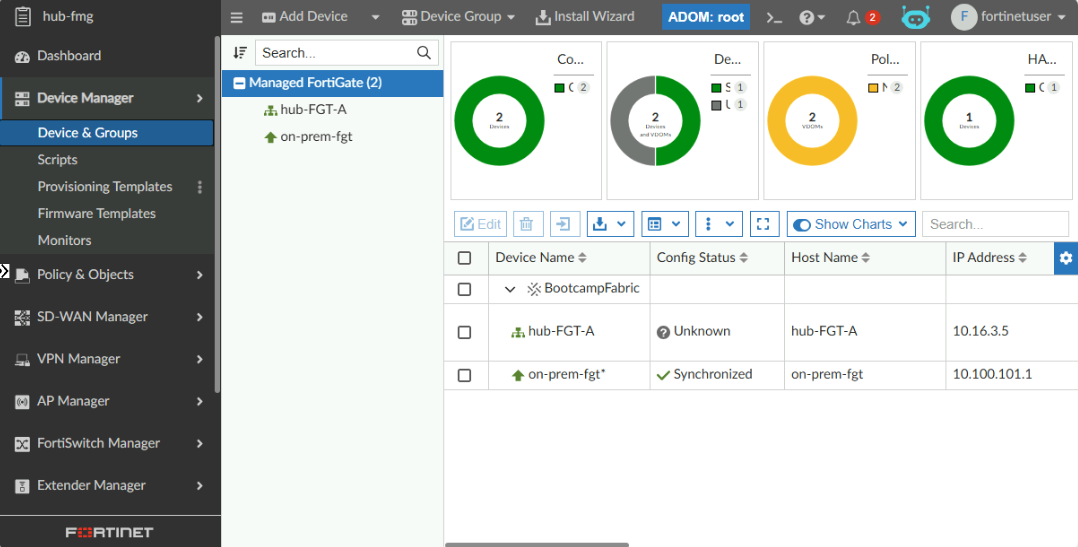 hub-fmg
Add Device
Device Group
Install Wizard
ADOM: root
2
F
fortinetuser
Dashboard
Device Manager
Device & Groups
Scripts
Provisioning Templates
Firmware Templates
Monitors
Policy & Objects
SD-WAN Manager
VPN Manager
AP Manager
FortiSwitch Manager
Extender Manager
FORTINET
Search...
Managed FortiGate (2)
hub-FGT-A
on-prem-fgt
Co...
2
Devices
2
De...
2
Devices
and VDOMs
S 1
1
Pol...
2
VDOMs
2
HA...
1
Devices
1
Edit
Show Charts
Search...
Device Name Config Status Host Name IP Address
BootcampFabric
hub-FGT-A Unknown hub-FGT-A 10.16.3.5
on-prem-fgt* Synchronized on-prem-fgt 10.100.101.1